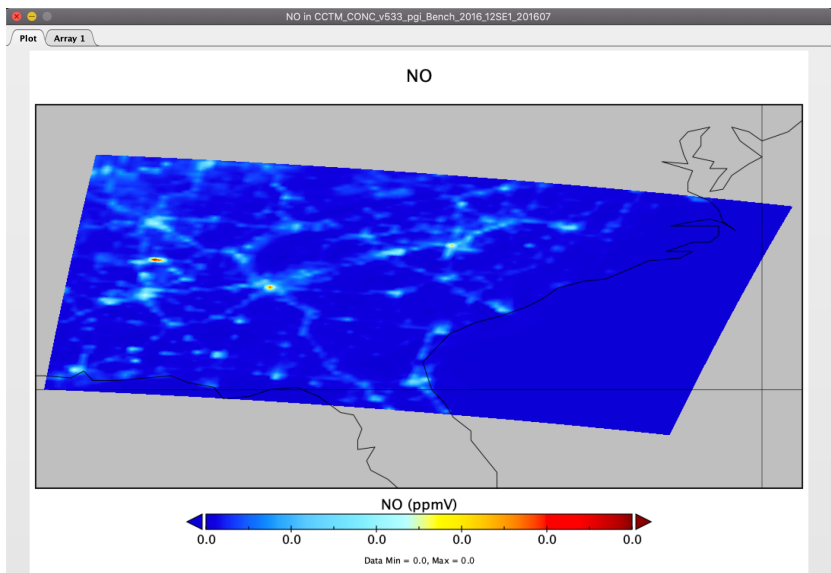 NO in CCTM_CONC_v533_pgi_Bench_2016_12SE1_201607
Plot Array 1
NO
NO (ppmV)
0.0 0.0 0.0 0.0 0.0 0.0
Data Min = 0.0, Max = 0.0